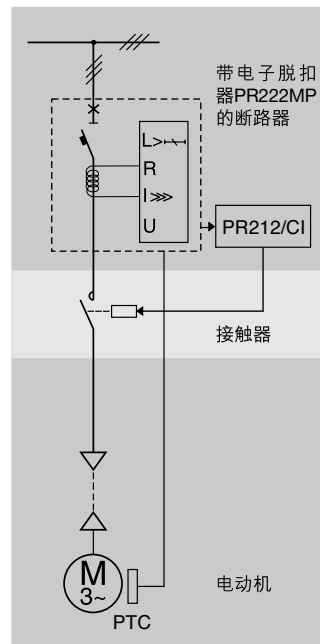 带电子脱扣
器PR222MP
的断路器
L>
R
I>>>
U
PR212/CI
接触器
M
3~
PTC
电动机